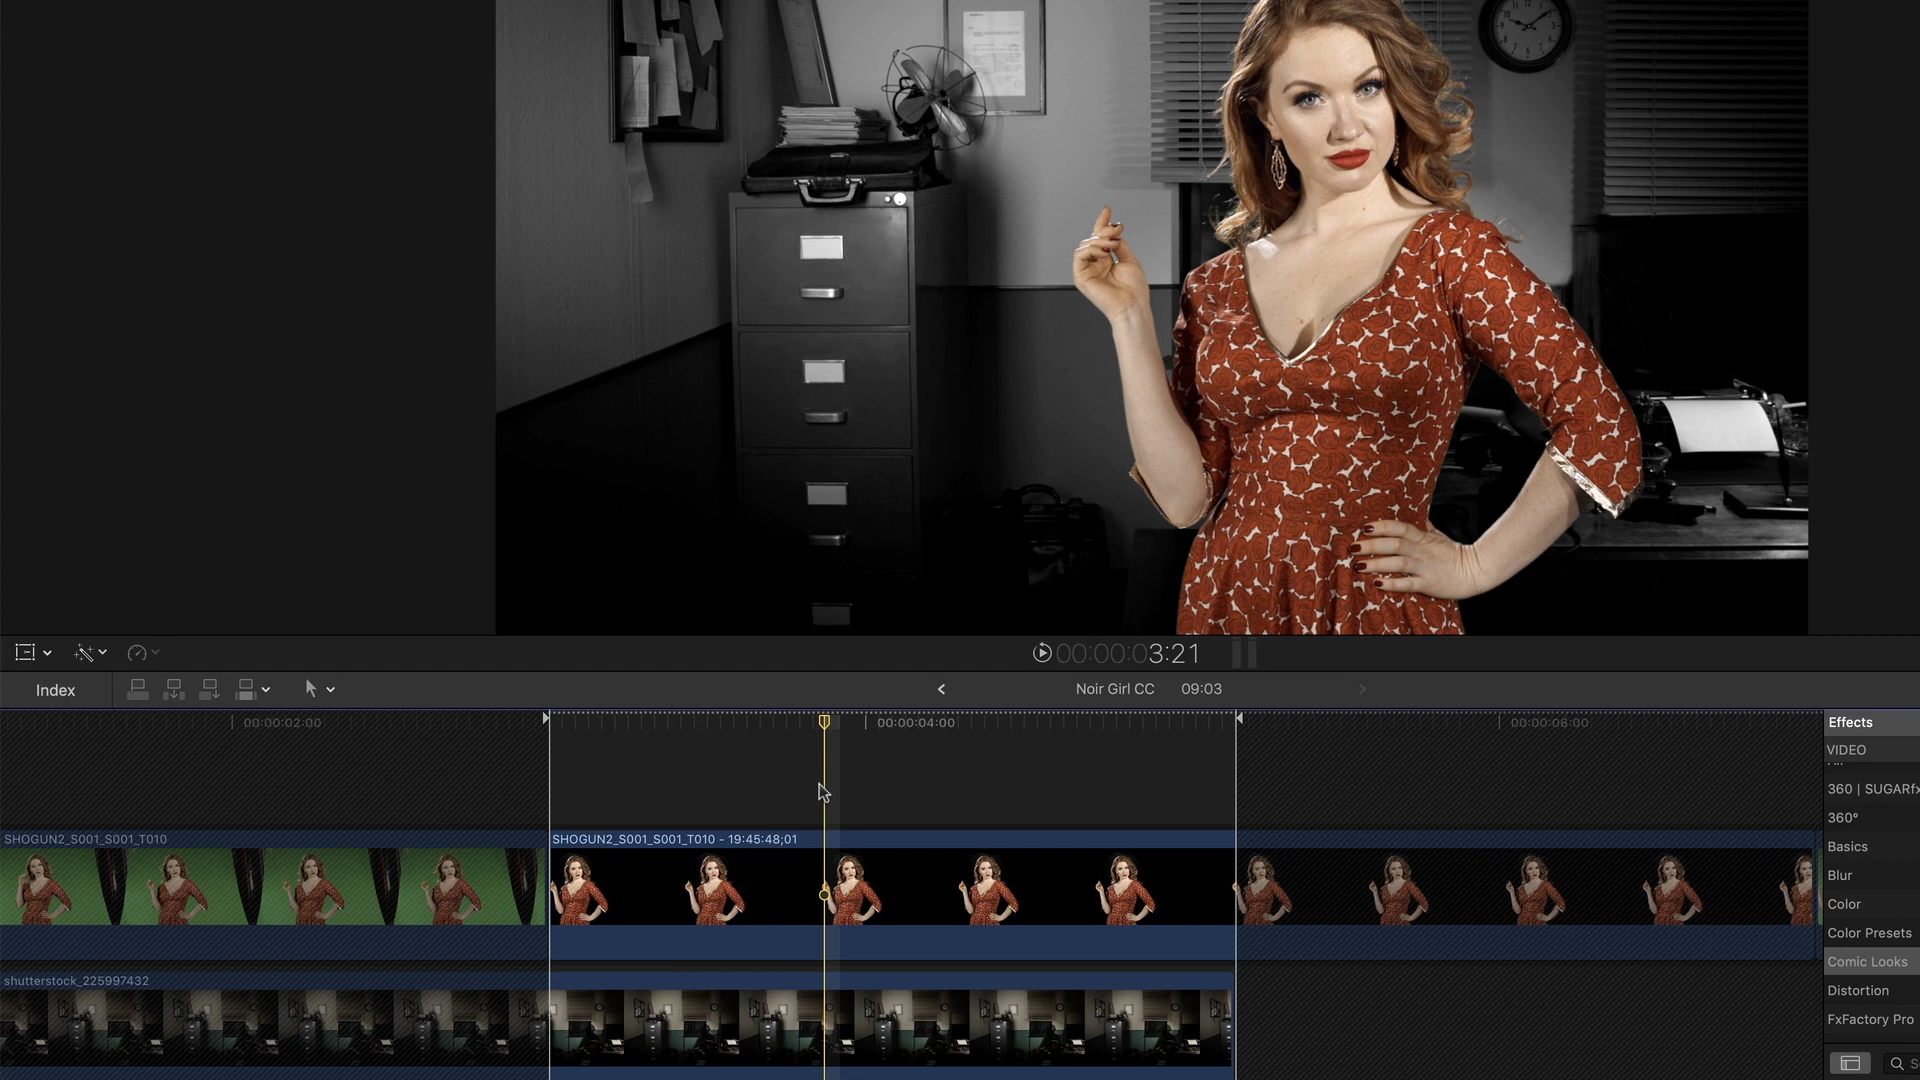 00:00:03:21
Index
Noir Girl CC 09:03
00:00:02:00
00:00:04:00
00:00:06:00
Effects
VIDEO
SHOGUN2_S001_S001_T010
SHOGUN2_S001_S001_T010 - 19:45:48;01
shutterstock_225997432
360 | SUGARfx
360°
Basics
Blur
Color
Color Presets
Comic Looks
Distortion
FxFactory Pro